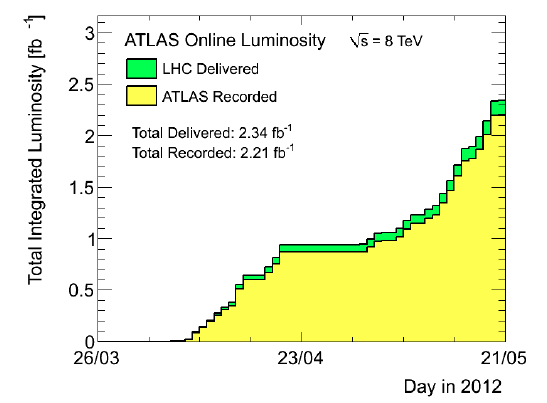 ATLAS Online Luminosity √s = 8 TeV
LHC Delivered
ATLAS Recorded
Total Delivered: 2.34 fb⁻¹
Total Recorded: 2.21 fb⁻¹
Total Integrated Luminosity [fb⁻¹]
3
2.5
2
1.5
1
0.5
0
26/03 23/04 21/05
Day in 2012